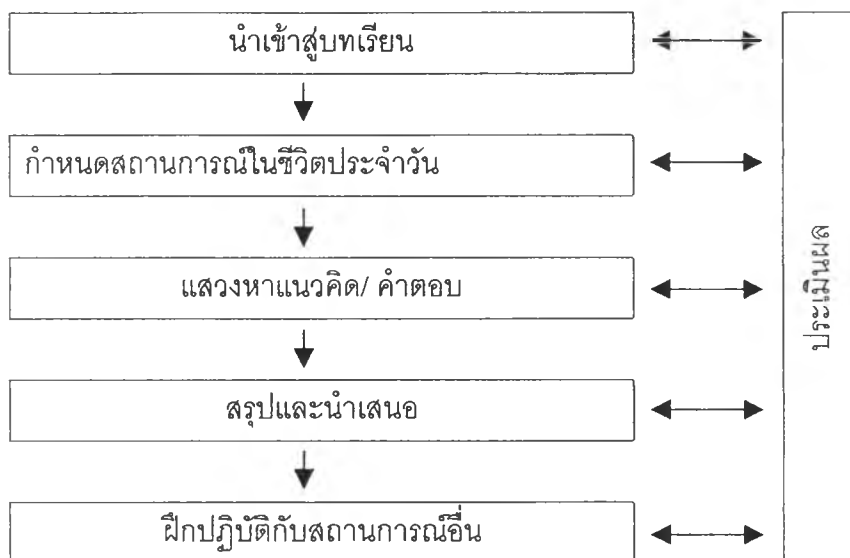 นำเข้าสู่บทเรียน
กำหนดสถานการณ์ในชีวิตประจำวัน
แสวงหาแนวคิด/ คำตอบ
สรุปและนำเสนอ
ฝึกปฏิบัติกับสถานการณ์อื่น
ประเมินผล